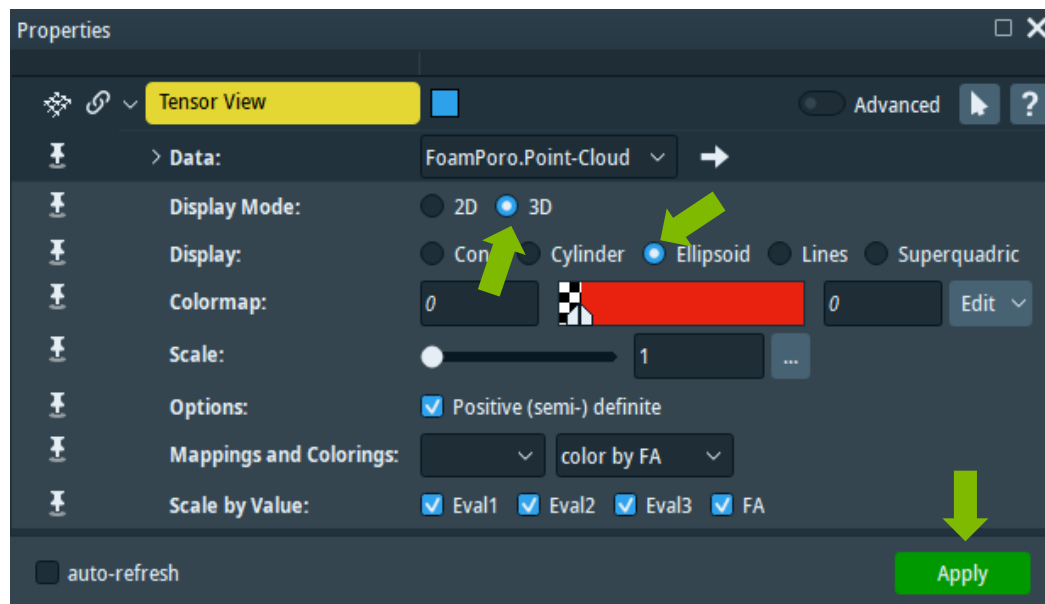 Properties
Tensor View Advanced ?
Data: FoamPoro.Point-Cloud
Display Mode: 2D 3D
Display: Con Cylinder Ellipsoid Lines Superquadric
Colormap: 0 0 Edit
Scale: 1 ...
Options: Positive (semi-) definite
Mappings and Colorings: color by FA
Scale by Value: Eval1 Eval2 Eval3 FA
auto-refresh Apply